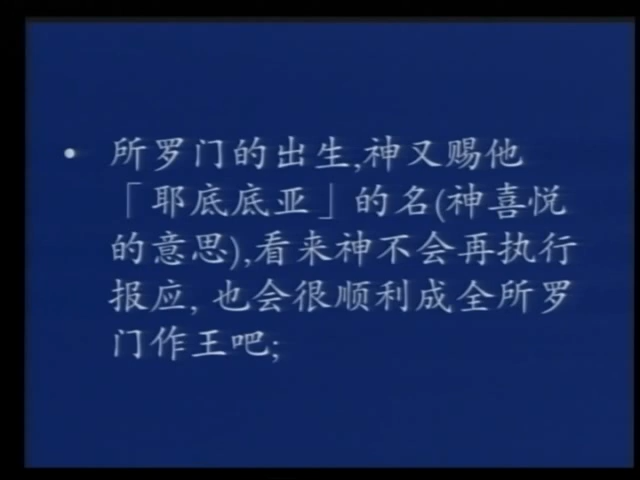 • 所罗门的出生,神又赐他
「耶底底亚」的名(神喜悦
的意思),看来神不会再执行
报应, 也会很顺利成全所罗
门作王吧;